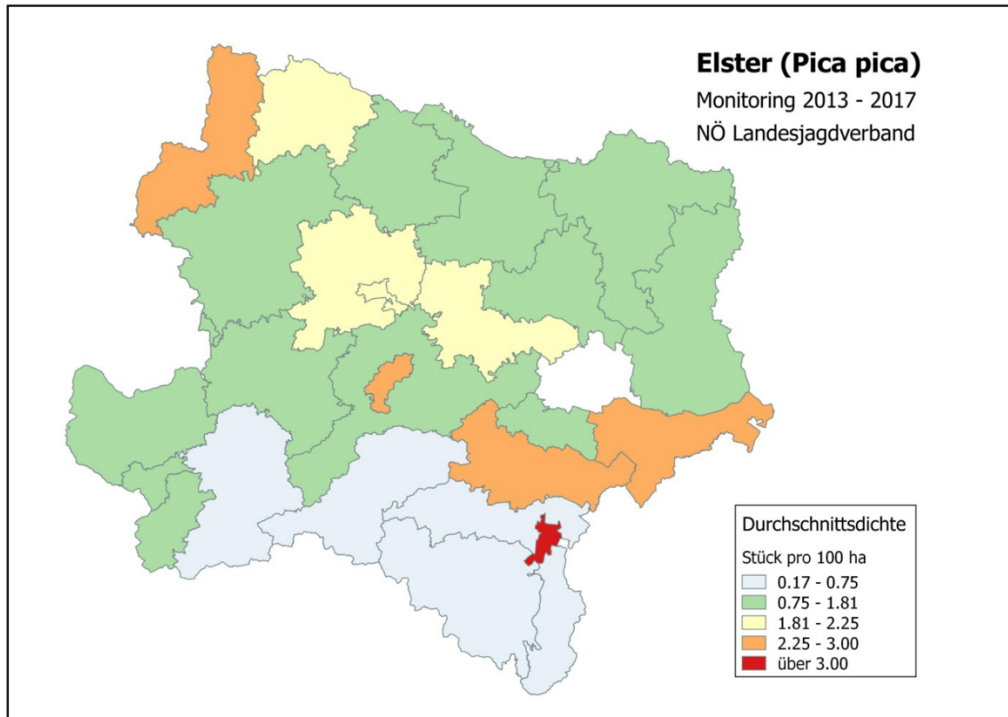 Elster (Pica pica)
Monitoring 2013 - 2017
NÖ Landesjagdverband
Durchschnittsdichte
Stück pro 100 ha
0.17 - 0.75
0.75 - 1.81
1.81 - 2.25
2.25 - 3.00
über 3.00